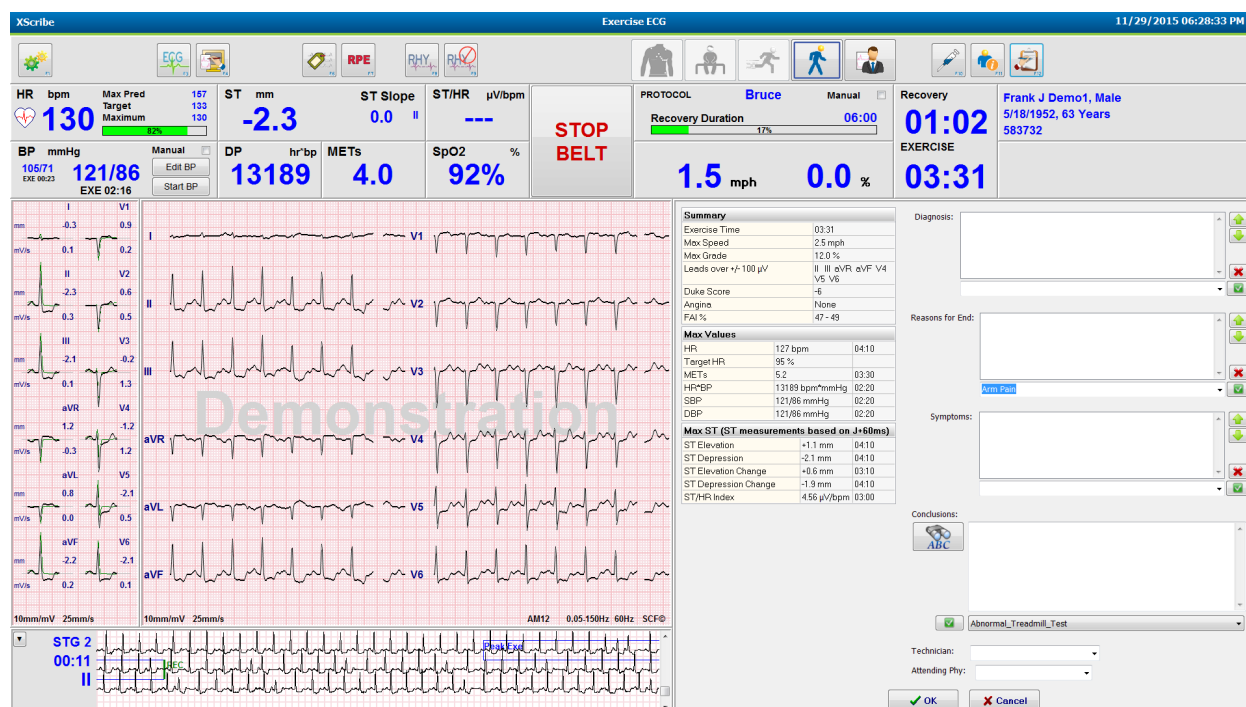 XScribe Exercise ECG 11/29/2015 06:28:33 PM
ECG RPE RHY RHY
HR bpm Max Pred 157
Target 133
130 Maximum 130
82%
ST mm ST Slope
-2.3 0.0 II
ST/HR µV/bpm
---
STOP
BELT
PROTOCOL Bruce Manual
Recovery Duration 06:00
17%
Recovery
01:02
EXERCISE
03:31
Frank J Demo1, Male
5/18/1952, 63 Years
583732
BP mmHg Manual
105/71 121/86 Edit BP
EXE 00:23 EXE 02:16 Start BP
DP hr*bp
13189
METs
4.0
SpO2 %
92%
1.5 mph 0.0 %
I V1
mm -0.3 0.9
mV/s 0.1 0.2
II V2
mm -2.3 0.6
mV/s 0.3 0.5
III V3
mm -2.1 -0.2
mV/s 0.1 1.3
aVR V4
mm 1.2 -1.2
mV/s -0.3 1.2
aVL V5
mm 0.8 -2.1
mV/s 0.0 0.5
aVF V6
mm -2.2 -2.1
mV/s 0.2 0.1
10mm/mV 25mm/s
I V1
II V2
III V3
Demonstration
aVR V4
aVL V5
aVF V6
10mm/mV 25mm/s AM12 0.05-150Hz 60Hz SCF©
STG 2
00:11
II
Peak Exe
REC
Summary
Exercise Time 03:31
Max Speed 2.5 mph
Max Grade 12.0 %
Leads over +/- 100 µV II III aVR aVF V4
V5 V6
Duke Score -6
Angina None
FAI % 47 - 49
Max Values
HR 127 bpm 04:10
Target HR 95 %
METs 5.2 03:30
HR*BP 13189 bpm*mmHg 02:20
SBP 121/86 mmHg 02:20
DBP 121/86 mmHg 02:20
Max ST (ST measurements based on J+60ms)
ST Elevation +1.1 mm 04:10
ST Depression -2.1 mm 04:10
ST Elevation Change +0.6 mm 03:10
ST Depression Change -1.9 mm 04:10
ST/HR Index 4.56 µV/bpm 03:00
Diagnosis:
Reasons for End:
Arm Pain
Symptoms:
Conclusions:
ABC
Abnormal_Treadmill_Test
Technician:
Attending Phy:
OK Cancel